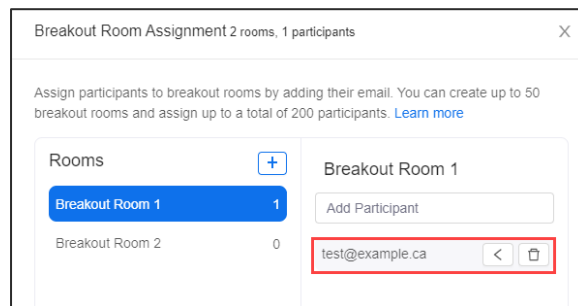 Breakout Room Assignment 2 rooms, 1 participants
Assign participants to breakout rooms by adding their email. You can create up to 50
breakout rooms and assign up to a total of 200 participants. Learn more
Rooms
Breakout Room 1 1
Breakout Room 2 0
Breakout Room 1
Add Participant
test@example.ca